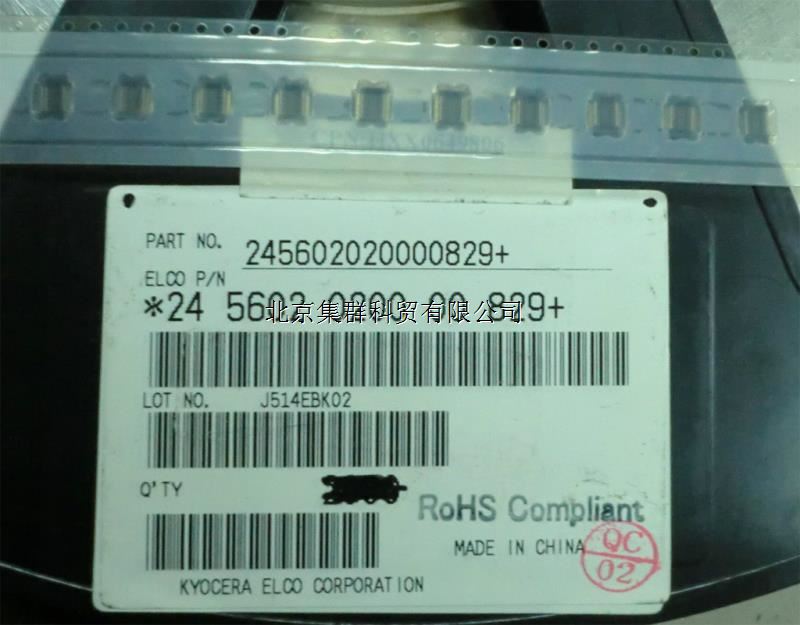 PART NO. 245602020000829+
ELCO P/N
*24 5602 0200 00 829+
北京集群科贸有限公司
LOT NO. J514EBK02
Q'TY
RoHS Compliant
MADE IN CHINA
QC
02
KYOCERA ELCO CORPORATION